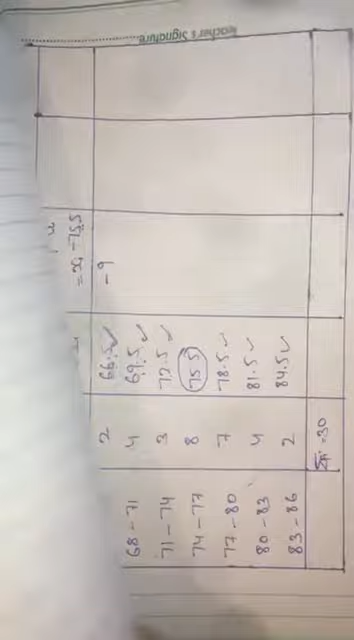 Teacher's Signature
= xi - 75.5
2 66.5 ✓ -9
68 - 71 4 69.5 ✓
71 - 74 3 72.5 ✓
74 - 77 8 75.5
77 - 80 7 78.5 ✓
80 - 83 4 81.5 ✓
83 - 86 2 84.5 ✓
= 30